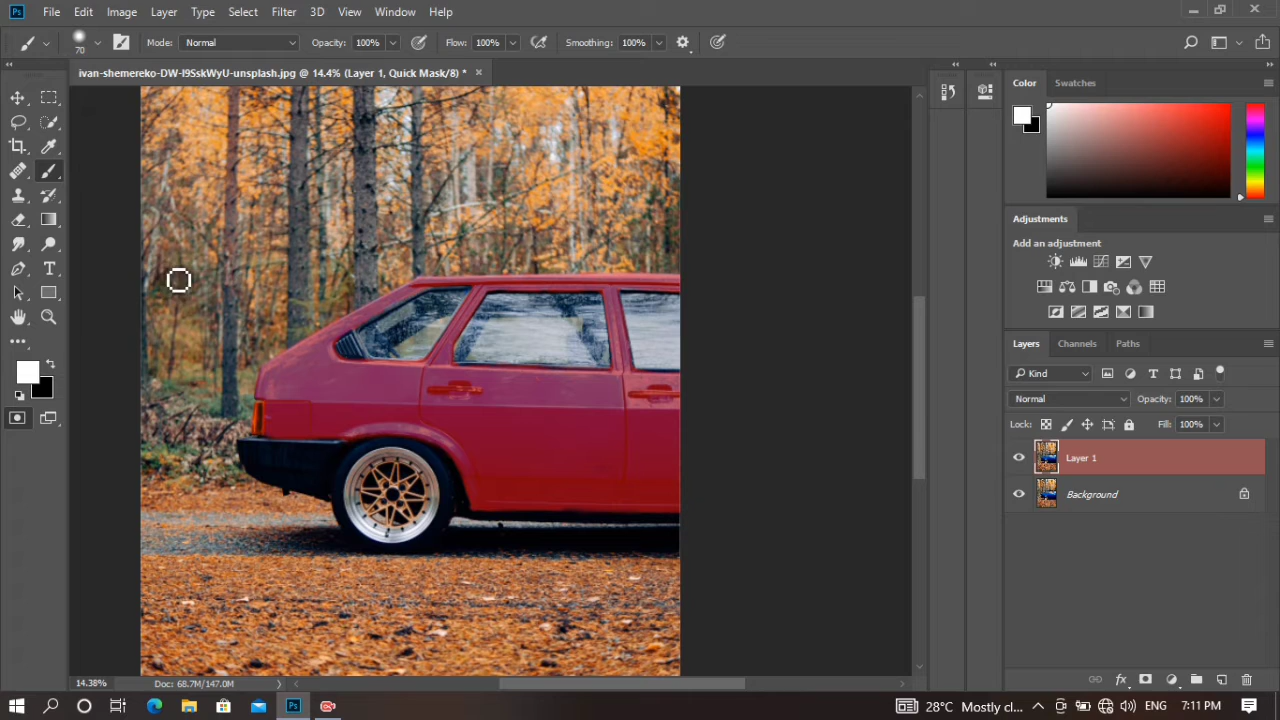 Ps File Edit Image Layer Type Select Filter 3D View Window Help
70 Mode: Normal Opacity: 100% Flow: 100% Smoothing: 100%
ivan-shemereko-DW-I9SskWyU-unsplash.jpg @ 14.4% (Layer 1, Quick Mask/8) *
Color Swatches
Adjustments
Add an adjustment
Layers Channels Paths
Kind
Normal Opacity: 100%
Lock: Fill: 100%
Layer 1
Background
14.38% Doc: 68.7M/147.0M
Ps 28°C Mostly cl... ENG 7:11 PM